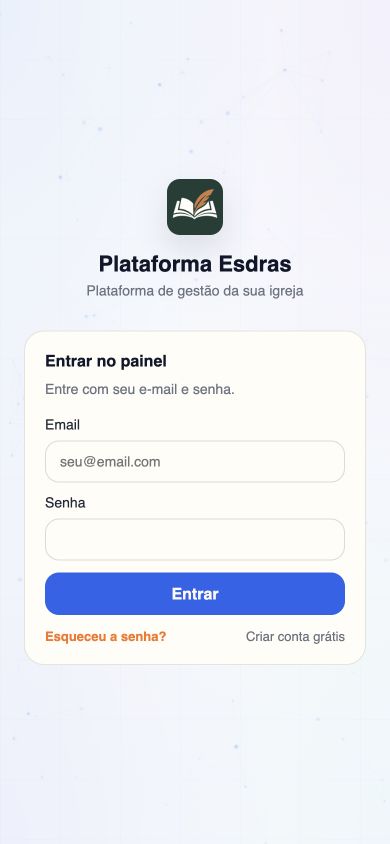 Plataforma Esdras
Plataforma de gestão da sua igreja
Entrar no painel
Entre com seu e-mail e senha.
Email
seu@email.com
Senha
Entrar
Esqueceu a senha? Criar conta grátis